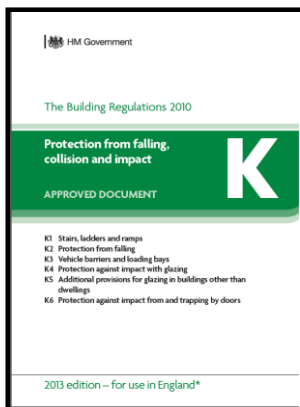 HM Government
The Building Regulations 2010
Protection from falling,
collision and impact
K
APPROVED DOCUMENT
K1 Stairs, ladders and ramps
K2 Protection from falling
K3 Vehicle barriers and loading bays
K4 Protection against impact with glazing
K5 Additional provisions for glazing in buildings other than
dwellings
K6 Protection against impact from and trapping by doors
2013 edition – for use in England*